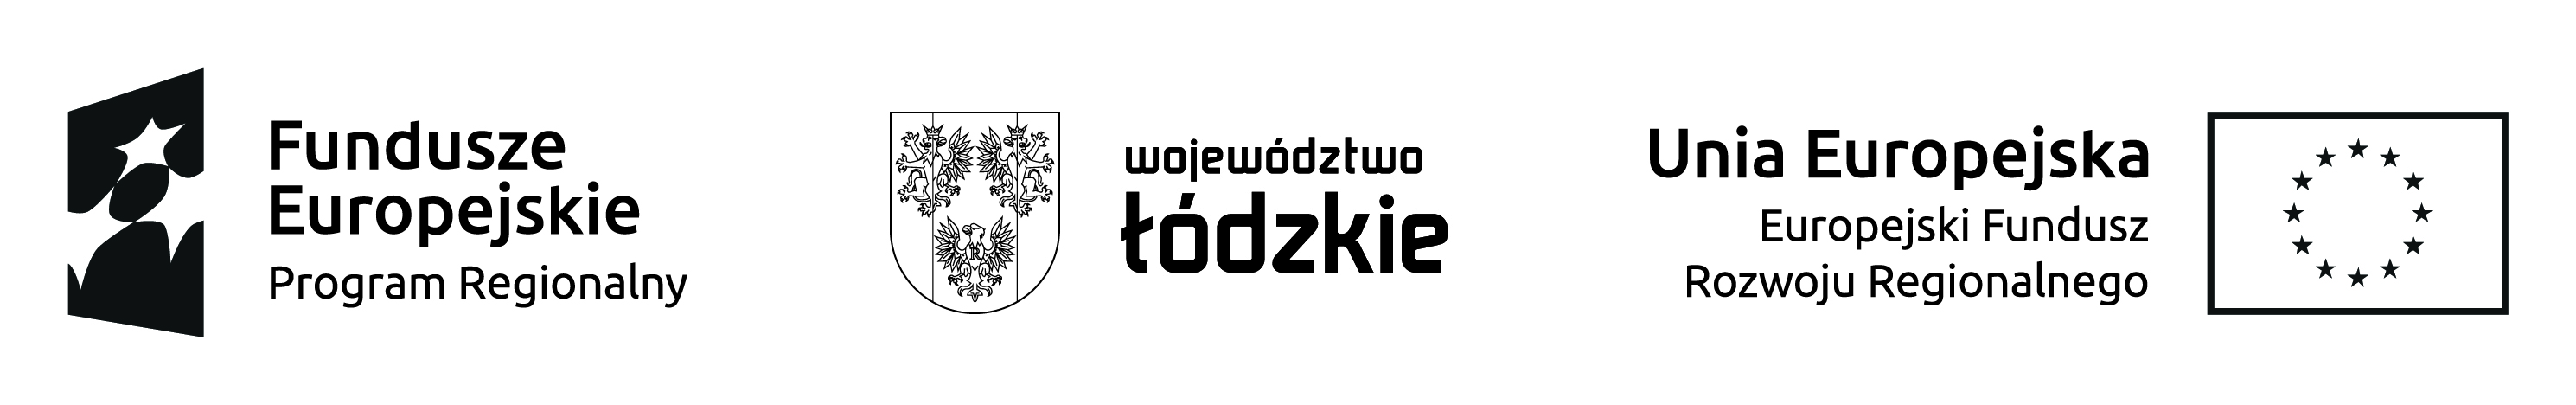 Fundusze
Europejskie
Program Regionalny
województwo
łódzkie
R
Unia Europejska
Europejski Fundusz
Rozwoju Regionalnego